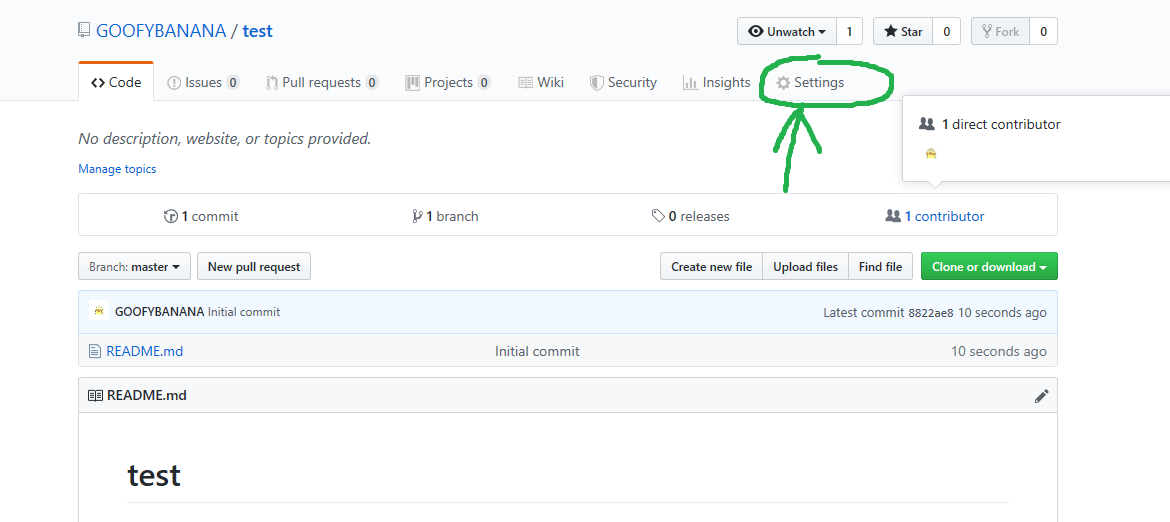 GOOFYBANANA / test
Unwatch 1 Star 0 Fork 0
Code Issues 0 Pull requests 0 Projects 0 Wiki Security Insights Settings
1 direct contributor
No description, website, or topics provided.
Manage topics
1 commit 1 branch 0 releases 1 contributor
Branch: master New pull request Create new file Upload files Find file Clone or download
GOOFYBANANA Initial commit Latest commit 8822ae8 10 seconds ago
README.md Initial commit 10 seconds ago
README.md
test